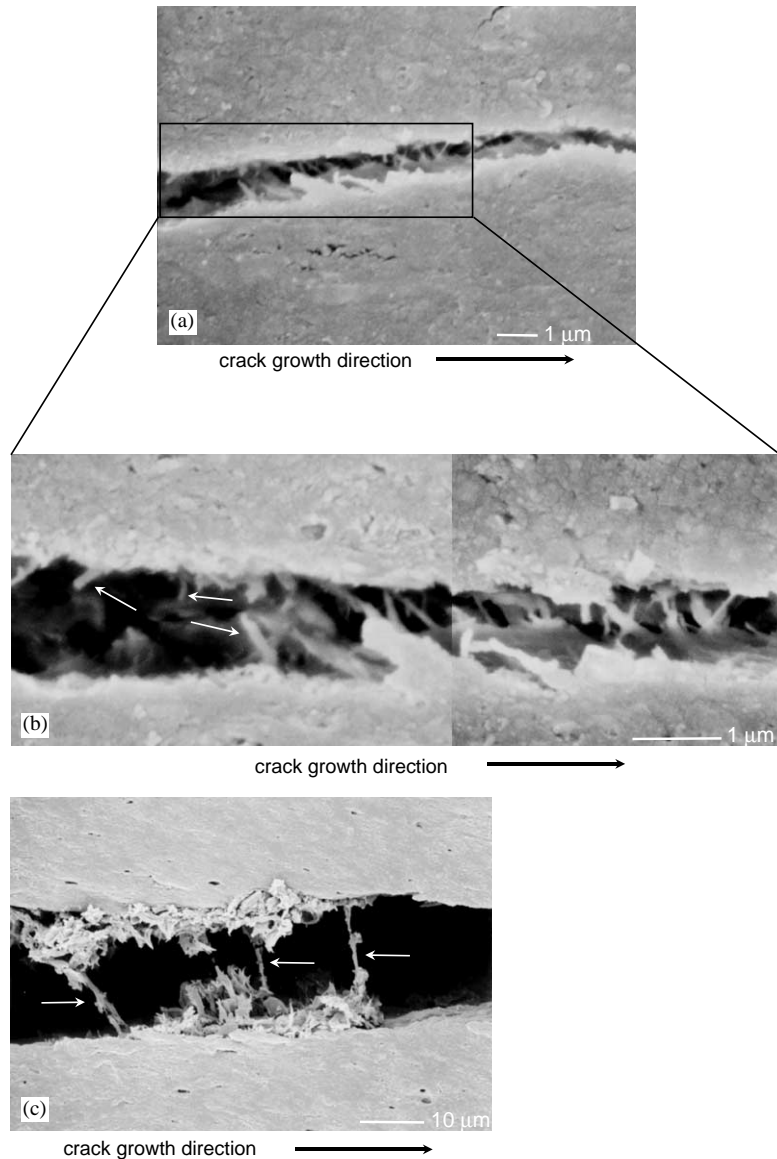 (a)
1 μm
crack growth direction
(b)
1 μm
crack growth direction
(c)
10 μm
crack growth direction